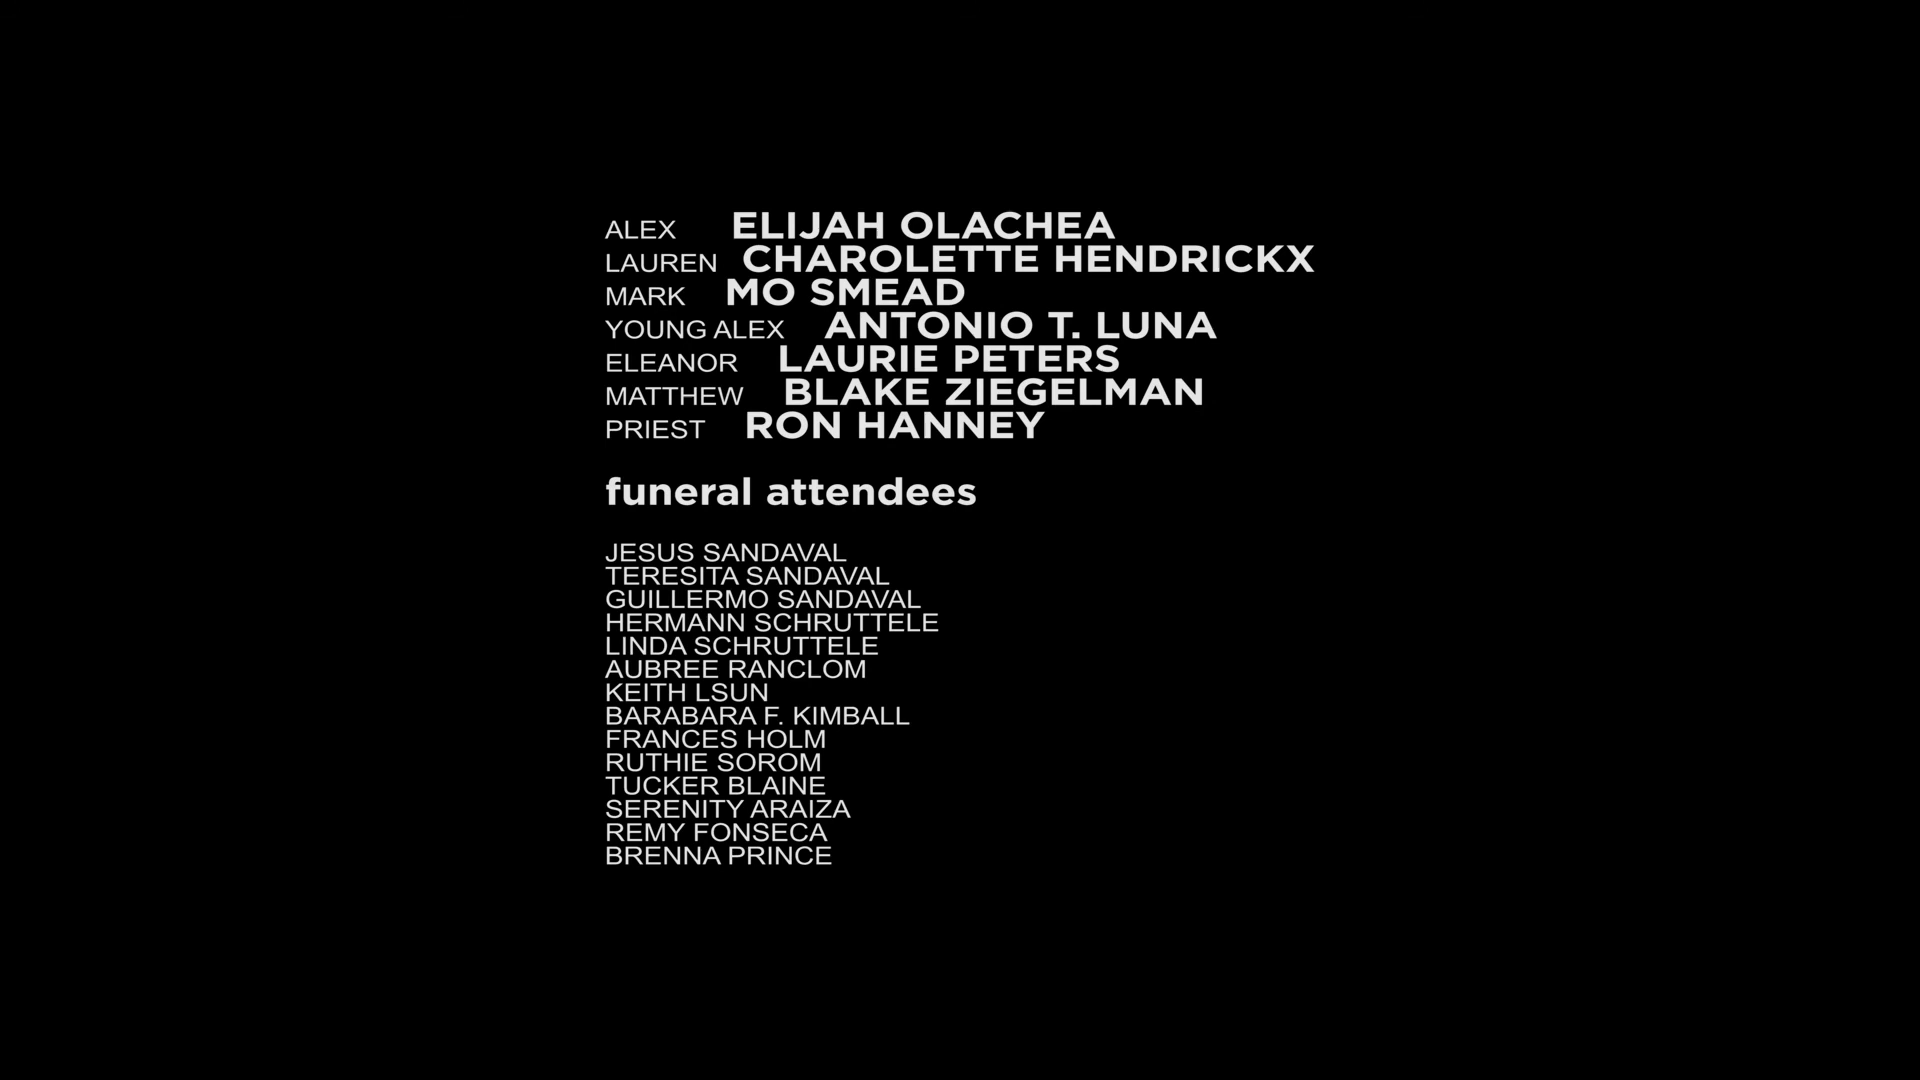 ALEX ELIJAH OLACHEA
LAUREN CHAROLETTE HENDRICKX
MARK MO SMEAD
YOUNG ALEX ANTONIO T. LUNA
ELEANOR LAURIE PETERS
MATTHEW BLAKE ZIEGELMAN
PRIEST RON HANNEY
funeral attendees
JESUS SANDAVAL
TERESITA SANDAVAL
GUILLERMO SANDAVAL
HERMANN SCHRUTTELE
LINDA SCHRUTTELE
AUBREE RANCLOM
KEITH LSUN
BARABARA F. KIMBALL
FRANCES HOLM
RUTHIE SOROM
TUCKER BLAINE
SERENITY ARAIZA
REMY FONSECA
BRENNA PRINCE